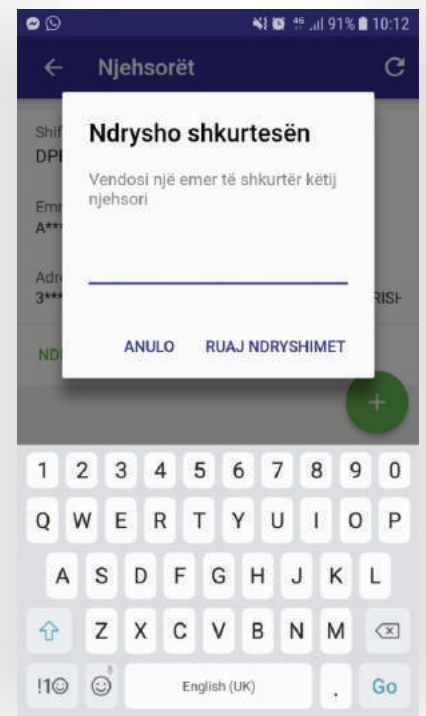 91% 10:12
Njehsorët
Ndrysho shkurtesën
Vendosi një emer të shkurtër këtij
njehsori
A***
3***
ANULO RUAJ NDRYSHIMET
+
1 2 3 4 5 6 7 8 9 0
Q W E R T Y U I O P
A S D F G H J K L
Z X C V B N M
!1☺ English (UK) . Go